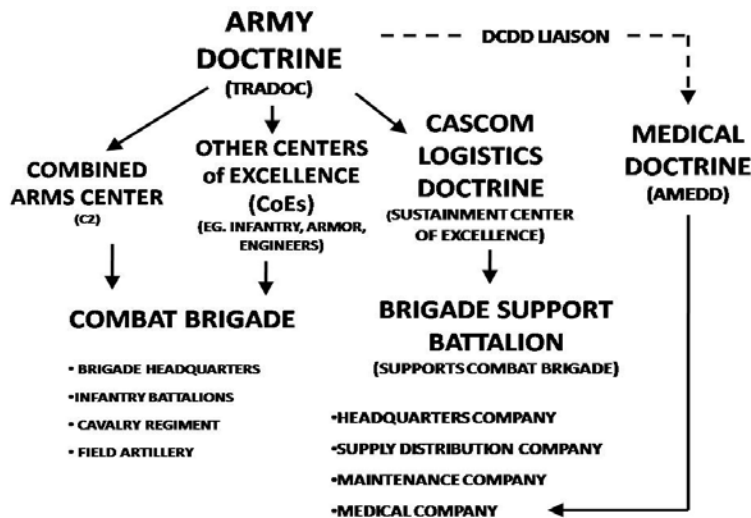 ARMY
DOCTRINE
(TRADOC)
DCDD LIAISON
COMBINED
ARMS CENTER
(C2)
OTHER CENTERS
of EXCELLENCE
(CoEs)
(EG. INFANTRY, ARMOR,
ENGINEERS)
CASCOM
LOGISTICS
DOCTRINE
(SUSTAINMENT CENTER
OF EXCELLENCE)
MEDICAL
DOCTRINE
(AMEDD)
COMBAT BRIGADE
• BRIGADE HEADQUARTERS
•INFANTRY BATTALIONS
• CAVALRY REGIMENT
• FIELD ARTILLERY
BRIGADE SUPPORT
BATTALION
(SUPPORTS COMBAT BRIGADE)
•HEADQUARTERS COMPANY
•SUPPLY DISTRIBUTION COMPANY
•MAINTENANCE COMPANY
•MEDICAL COMPANY